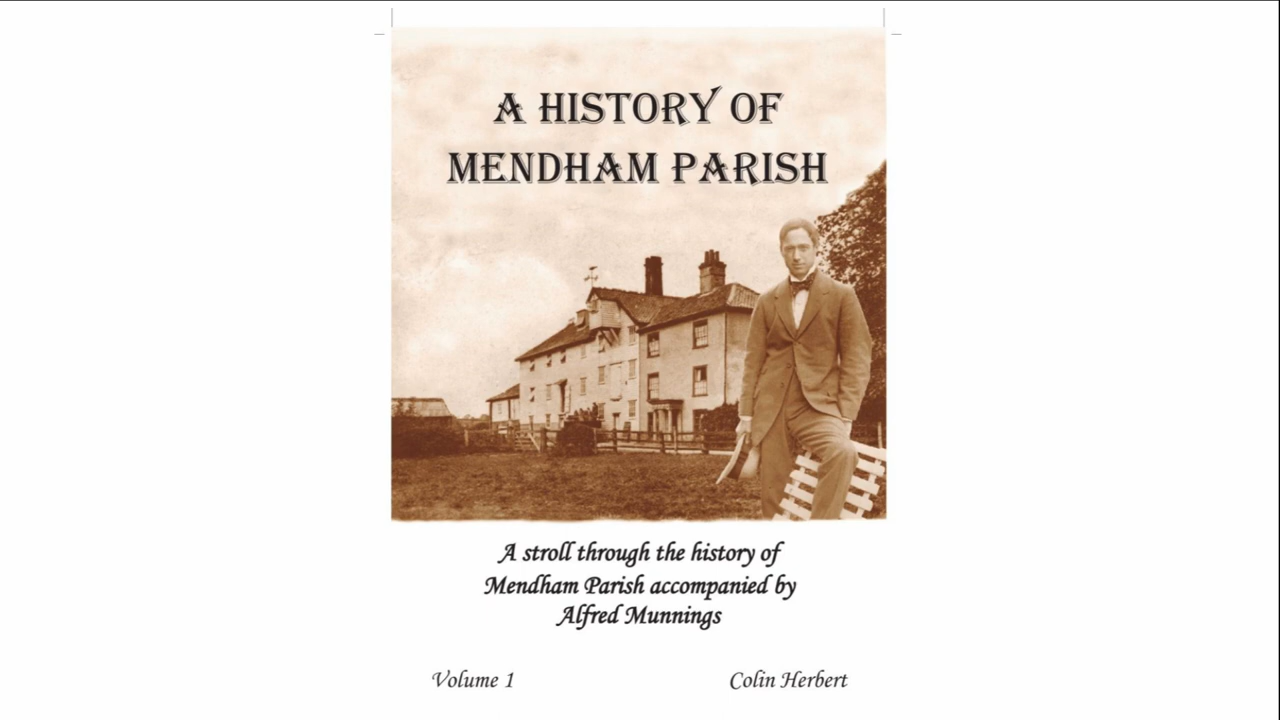 A HISTORY OF
MENDHAM PARISH
A stroll through the history of
Mendham Parish accompanied by
Alfred Munnings
Volume 1 Colin Herbert